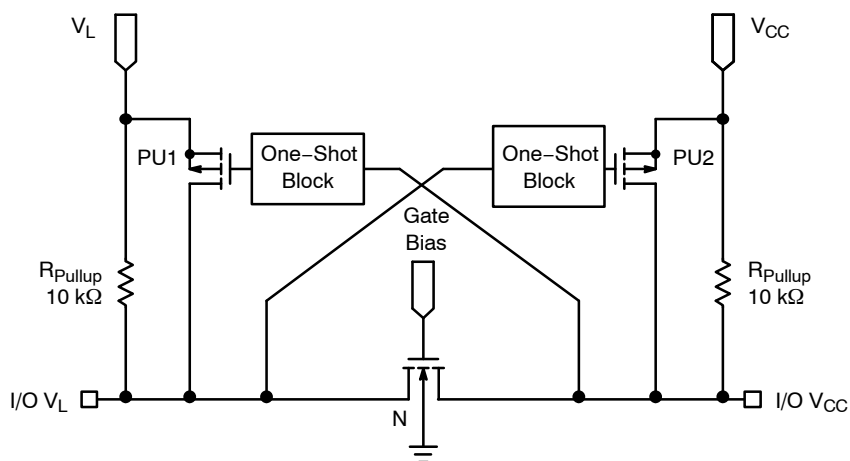 V_L
V_CC
PU1
One–Shot
Block
One–Shot
Block
PU2
Gate
Bias
R_Pullup
10 kΩ
R_Pullup
10 kΩ
I/O V_L
N
I/O V_CC